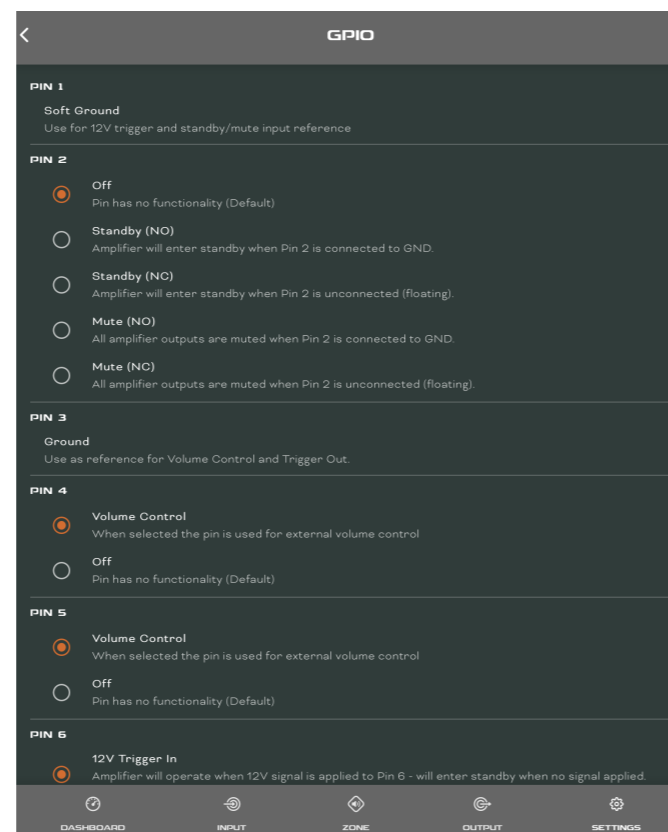 GPIO
PIN 1
Soft Ground
Use for 12V trigger and standby/mute input reference
PIN 2
Off
Pin has no functionality (Default)
Standby (NO)
Amplifier will enter standby when Pin 2 is connected to GND.
Standby (NC)
Amplifier will enter standby when Pin 2 is unconnected (floating).
Mute (NO)
All amplifier outputs are muted when Pin 2 is connected to GND.
Mute (NC)
All amplifier outputs are muted when Pin 2 is unconnected (floating).
PIN 3
Ground
Use as reference for Volume Control and Trigger Out.
PIN 4
Volume Control
When selected the pin is used for external volume control
Off
Pin has no functionality (Default)
PIN 5
Volume Control
When selected the pin is used for external volume control
Off
Pin has no functionality (Default)
PIN 6
12V Trigger In
Amplifier will operate when 12V signal is applied to Pin 6 - will enter standby when no signal applied.
DASHBOARD INPUT ZONE OUTPUT SETTINGS